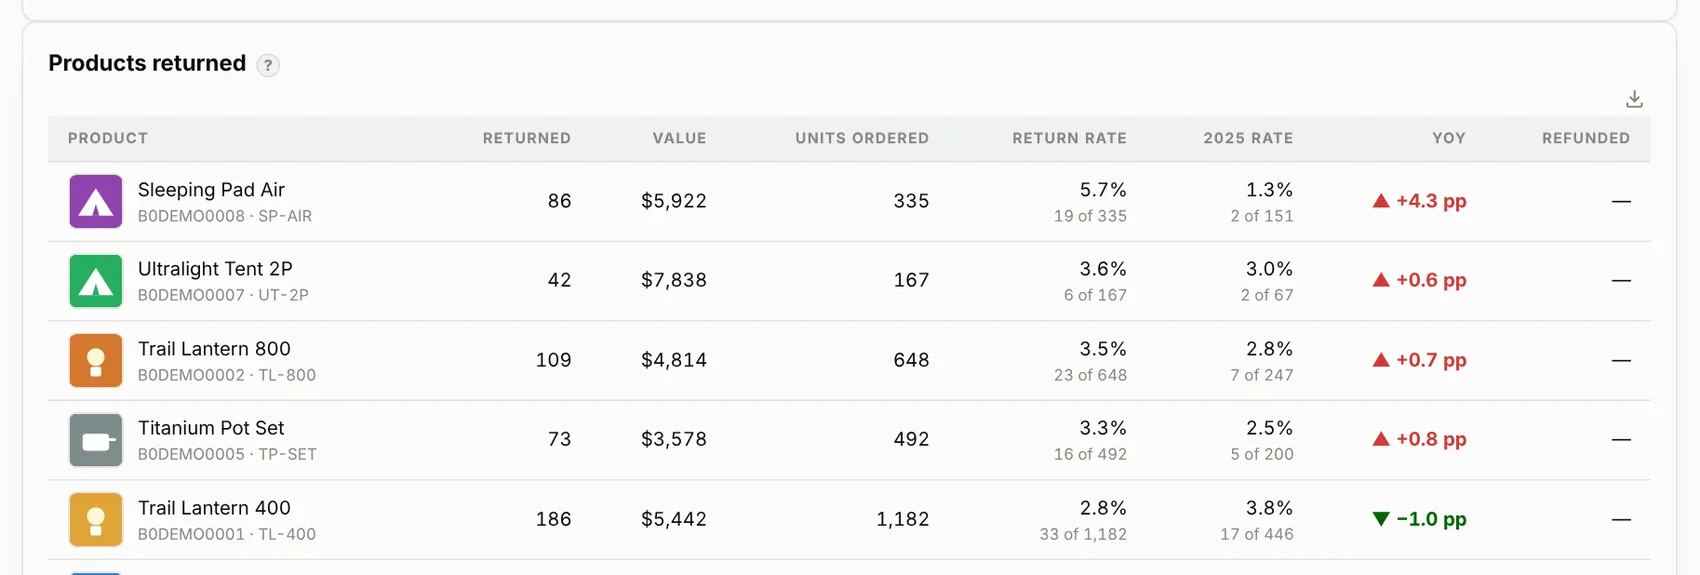 Products returned ?
PRODUCT RETURNED VALUE UNITS ORDERED RETURN RATE 2025 RATE YOY REFUNDED
Sleeping Pad Air 86 $5,922 335 5.7% 1.3% ▲ +4.3 pp —
B0DEMO0008 · SP-AIR 19 of 335 2 of 151
Ultralight Tent 2P 42 $7,838 167 3.6% 3.0% ▲ +0.6 pp —
B0DEMO0007 · UT-2P 6 of 167 2 of 67
Trail Lantern 800 109 $4,814 648 3.5% 2.8% ▲ +0.7 pp —
B0DEMO0002 · TL-800 23 of 648 7 of 247
Titanium Pot Set 73 $3,578 492 3.3% 2.5% ▲ +0.8 pp —
B0DEMO0005 · TP-SET 16 of 492 5 of 200
Trail Lantern 400 186 $5,442 1,182 2.8% 3.8% ▼ −1.0 pp —
B0DEMO0001 · TL-400 33 of 1,182 17 of 446